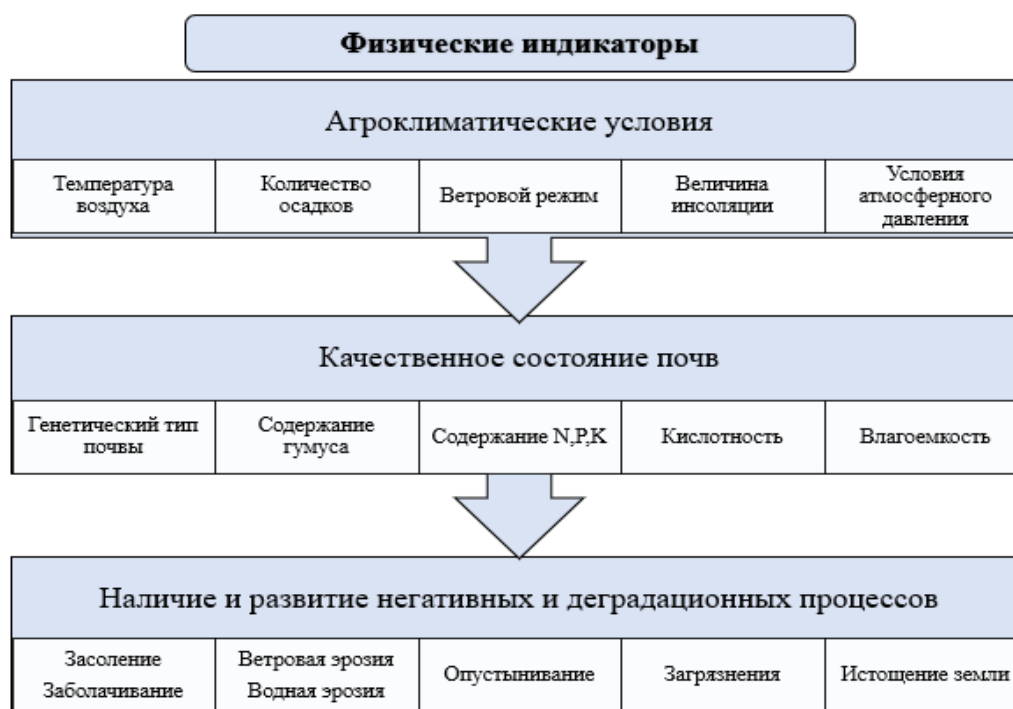 Физические индикаторы
Агроклиматические условия
Температура
воздуха
Количество
осадков
Ветровой режим
Величина
инсоляции
Условия
атмосферного
давления
Качественное состояние почв
Генетический тип
почвы
Содержание
гумуса
Содержание N,P,K
Кислотность
Влагоемкость
Наличие и развитие негативных и деградационных процессов
Засоление
Заболачивание
Ветровая эрозия
Водная эрозия
Опустынивание
Загрязнения
Истощение земли